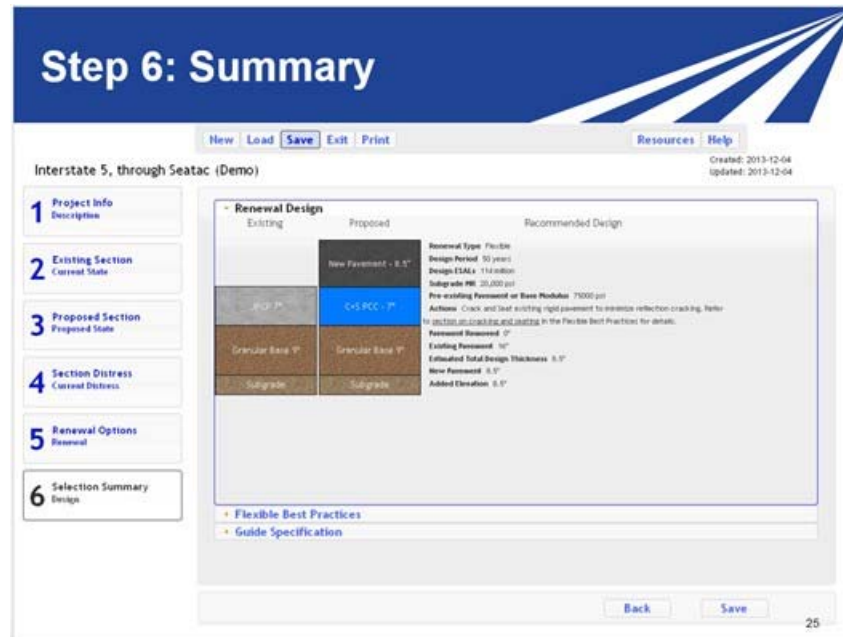 Step 6: Summary
New Load Save Exit Print Resources Help
Interstate 5, through Seatac (Demo)
Created: 2013-12-04
Updated: 2013-12-04
1 Project Info
Description
2 Existing Section
Current State
3 Proposed Section
Proposed State
4 Section Distress
Current Distress
5 Renewal Options
Renewal
6 Selection Summary
Design
Renewal Design
Existing Proposed Recommended Design
New Pavement - 8.5"
7"
C+S PCC - 7"
Granular Base 9" Granular Base 9"
Subgrade Subgrade
Renewal Type Flexible
Design Period 50 years
Design ESALs million
Subgrade MR 20,000 psi
Pre-existing Pavement or Base Modulus 75000 psi
Actions Crack and Seat existing rigid pavement to minimize reflection cracking. Refer
to section on cracking and seating in the Flexible Best Practices for details.
Pavement Removed 0"
Existing Pavement 16"
Estimated Total Design Thickness 8.5"
New Pavement 8.5"
Added Elevation 8.5"
Flexible Best Practices
Guide Specification
Back Save
25